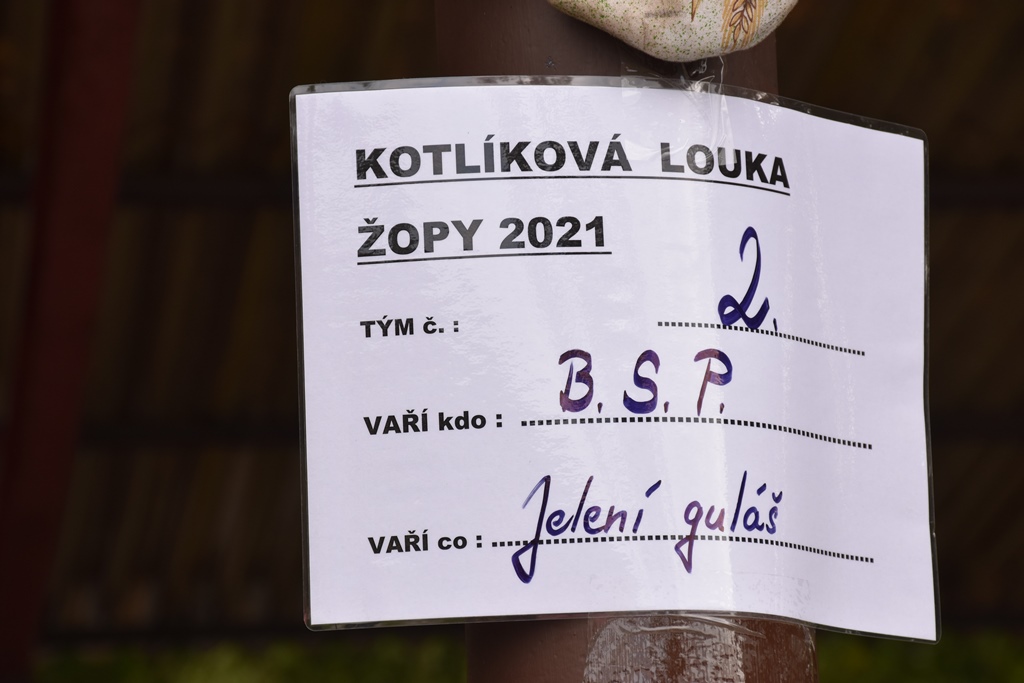 KOTLÍKOVÁ LOUKA
ŽOPY 2021
TÝM č. : 2.
VAŘÍ kdo : B. S. P.
VAŘÍ co : Jelení guláš